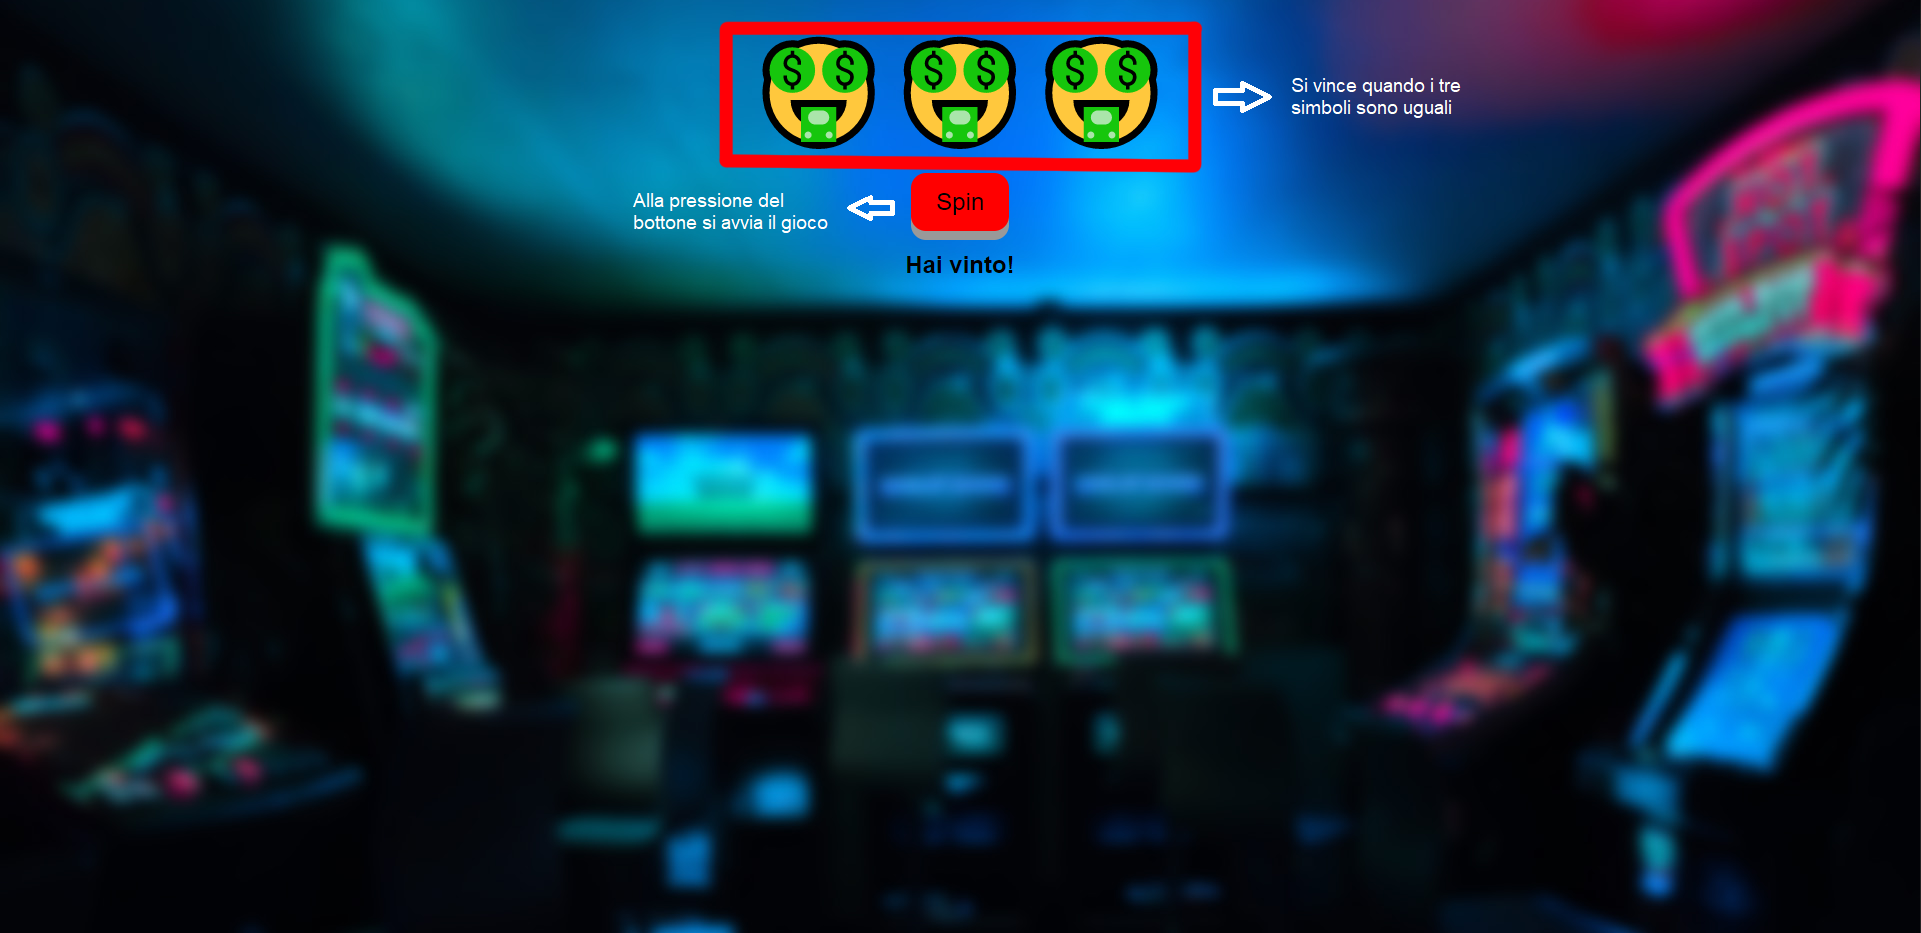 Si vince quando i tre
simboli sono uguali
Alla pressione del
bottone si avvia il gioco
Spin
Hai vinto!